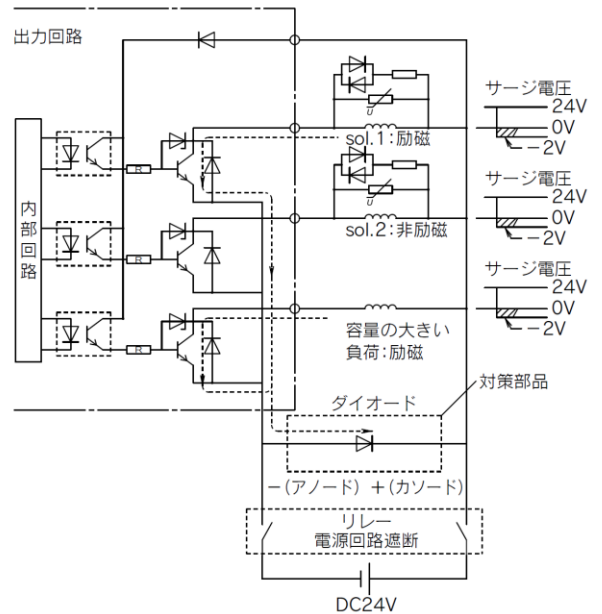 出力回路
内部回路
R
R
R
U
sol.1:励磁
U
sol.2:非励磁
容量の大きい
負荷:励磁
サージ電圧
24V
0V
-2V
サージ電圧
24V
0V
-2V
サージ電圧
24V
0V
-2V
対策部品
ダイオード
-(アノード) +(カソード)
リレー
電源回路遮断
DC24V